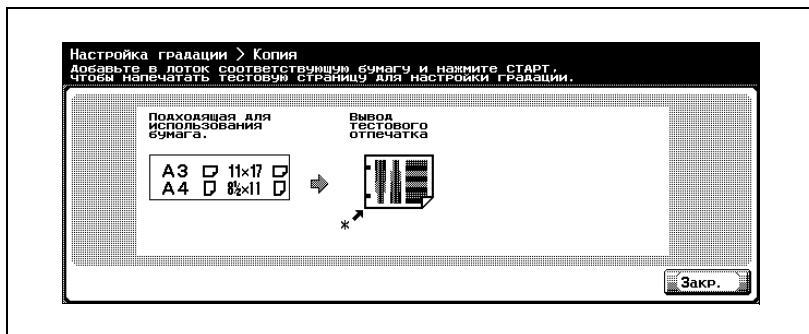 Настройка градации > Копия
Добавьте в лоток соответствующую бумагу и нажмите СТАРТ,
чтобы напечатать тестовую страницу для настройки градации.
Подходящая для
использования
бумага.
Вывод
тестового
отпечатка
A3 11×17
A4 8½×11
*
Закр.